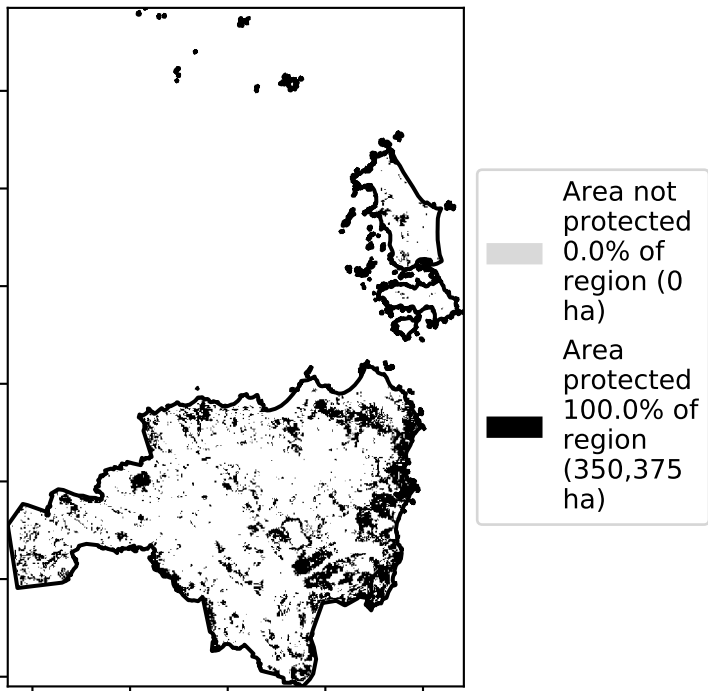 Area not
protected
0.0% of
region (0
ha)
Area
protected
100.0% of
region
(350,375
ha)